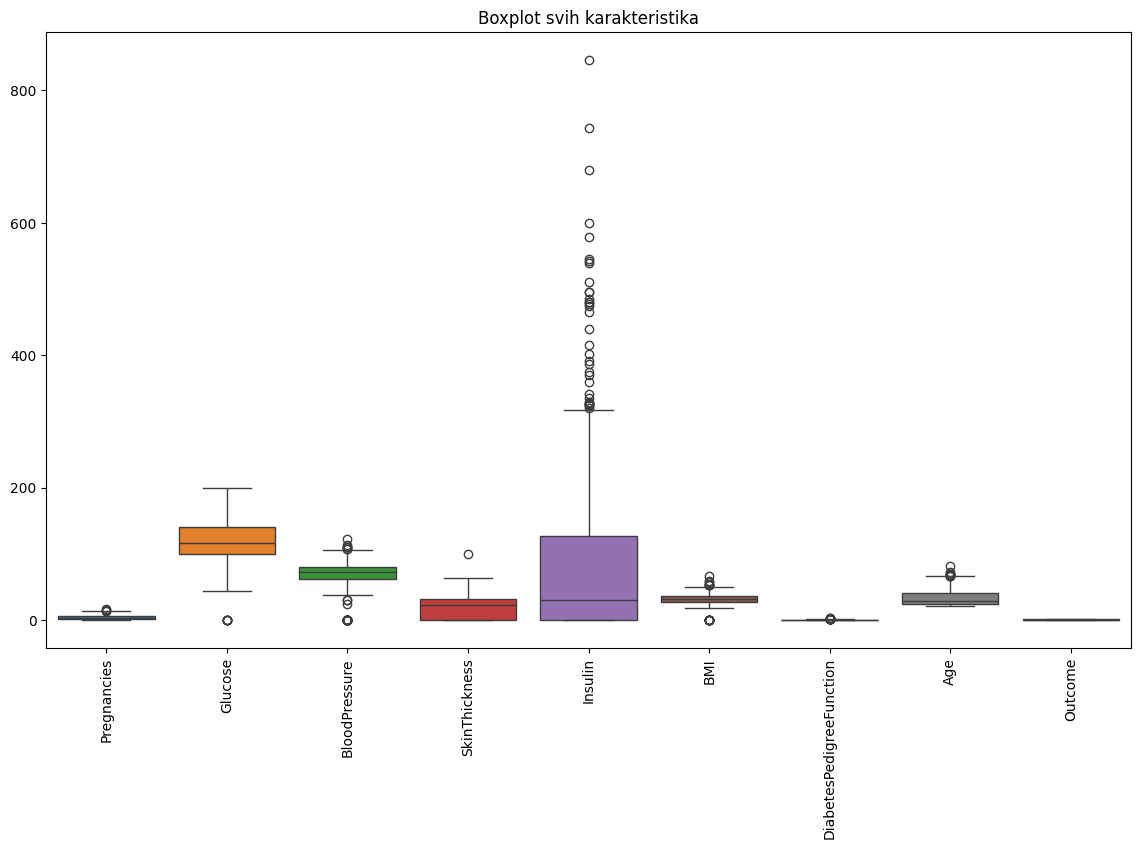 Boxplot svih karakteristika
800
600
400
200
0
Pregnancies
Glucose
BloodPressure
SkinThickness
Insulin
BMI
DiabetesPedigreeFunction
Age
Outcome